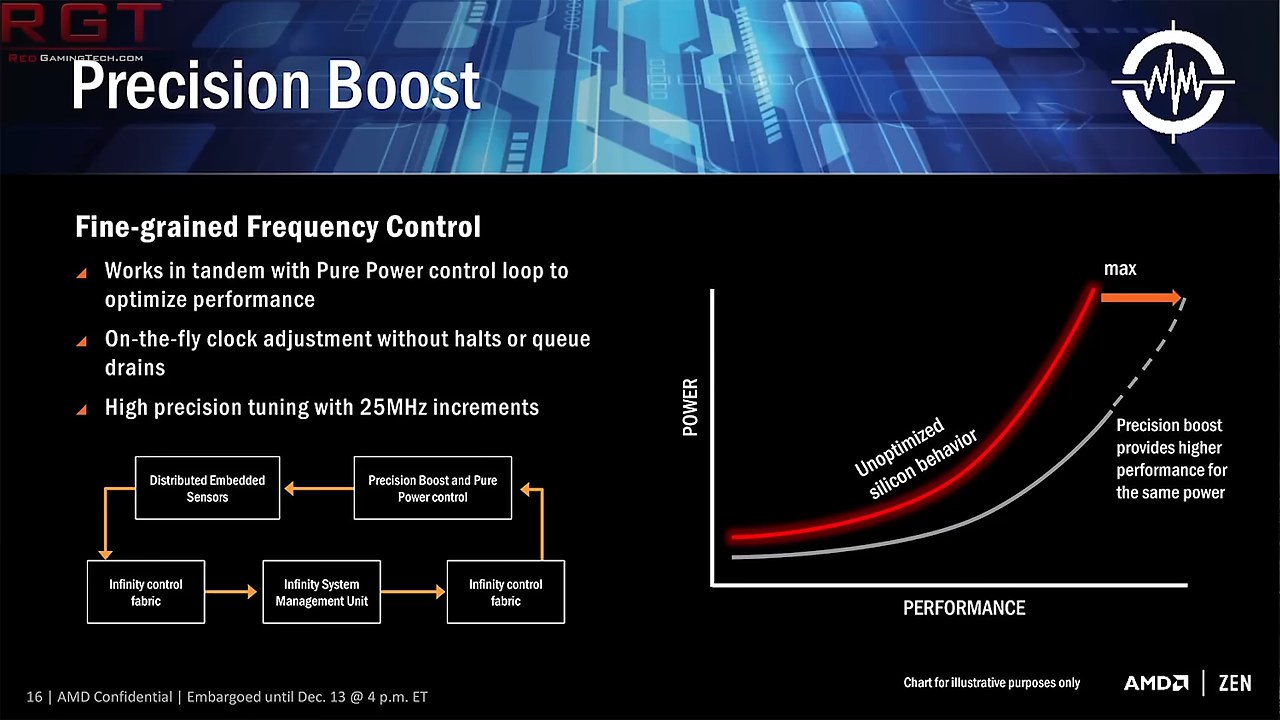 RGT
RedGamingTech.com
Precision Boost
Fine-grained Frequency Control
Works in tandem with Pure Power control loop to
optimize performance
On-the-fly clock adjustment without halts or queue
drains
High precision tuning with 25MHz increments
Distributed Embedded
Sensors
Precision Boost and Pure
Power control
Infinity control
fabric
Infinity System
Management Unit
Infinity control
fabric
max
POWER
Unoptimized
silicon behavior
Precision boost
provides higher
performance for
the same power
PERFORMANCE
Chart for illustrative purposes only
16 | AMD Confidential | Embargoed until Dec. 13 @ 4 p.m. ET
AMD | ZEN